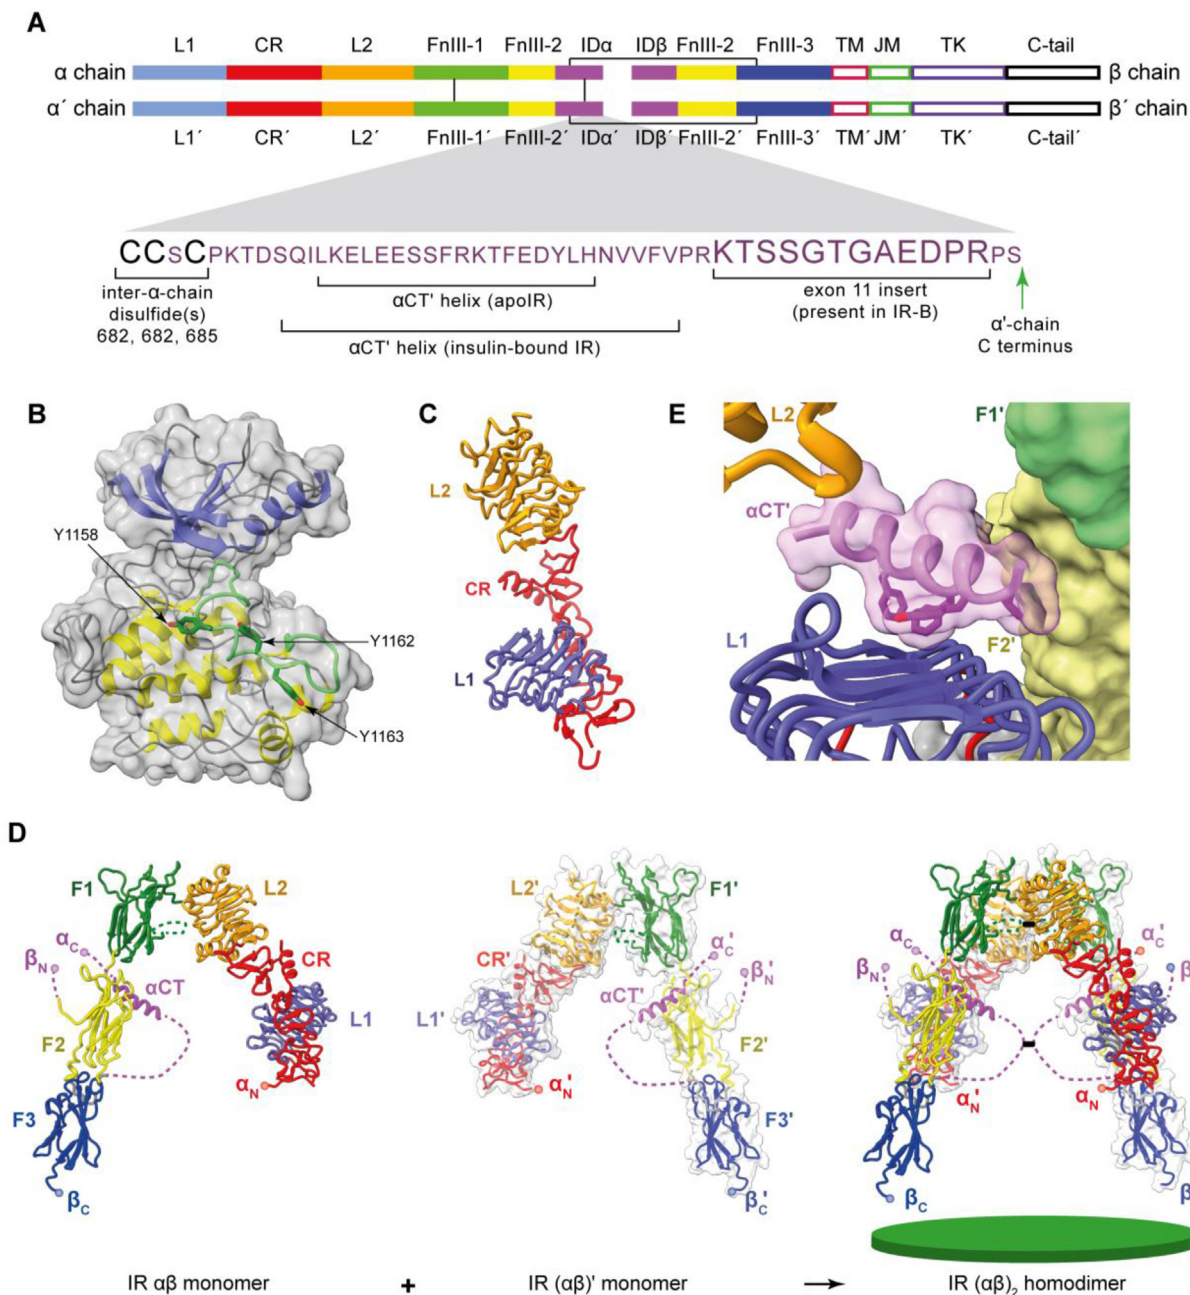 A
L1 CR L2 FnIII-1 FnIII-2 IDα IDβ FnIII-2 FnIII-3 TM JM TK C-tail
α chain β chain
α´ chain β´ chain
L1´ CR´ L2´ FnIII-1´ FnIII-2´ IDα´ IDβ´ FnIII-2´ FnIII-3´ TM´ JM´ TK´ C-tail´
CCSCPKTDSQILKELEESSFRKTFEDYLHNVVFVPRKTSSGTGAEDPRPS
inter-α-chain
disulfide(s)
682, 682, 685
αCT' helix (apoIR)
αCT' helix (insulin-bound IR)
exon 11 insert
(present in IR-B)
α'-chain
C terminus
B
Y1158
Y1162
Y1163
C
L2
CR
L1
E
L2
F1'
αCT'
L1
F2'
D
F1
L2
αC
βN
CR
αCT
L1
F2
αN
F3
βC
L2'
F1'
CR'
αC'
βN'
αCT'
L1'
F2'
αN'
F3'
βC'
αC
αC'
βN
β
αN'
αN
β
βC
IR αβ monomer + IR (αβ)' monomer → IR (αβ)2 homodimer